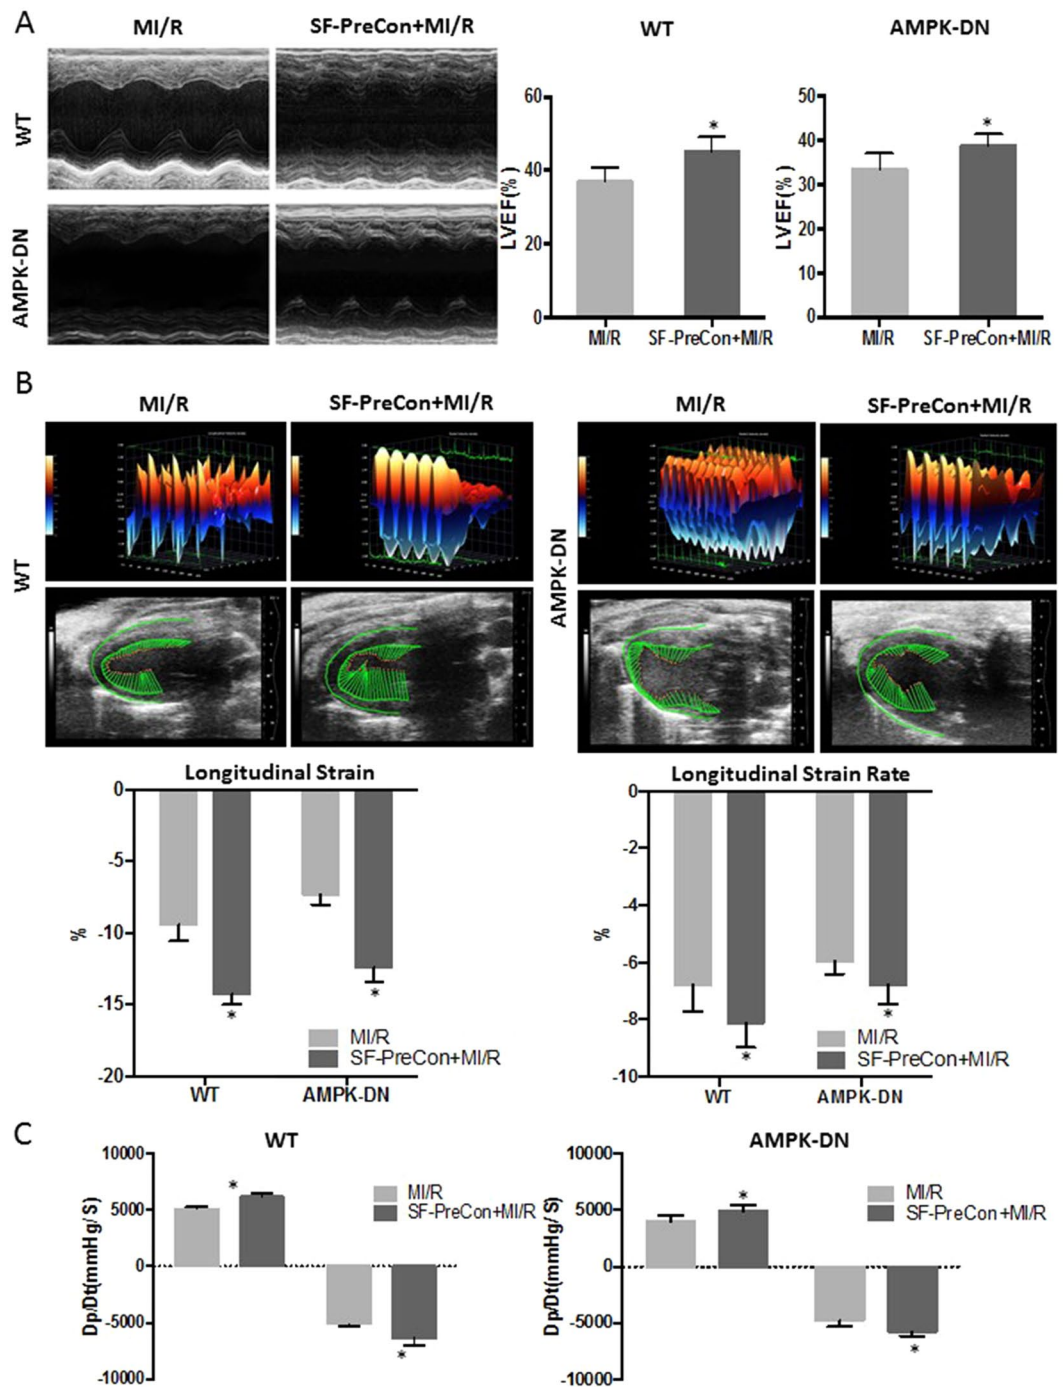 A
MI/R
SF-PreCon+MI/R
WT
AMPK-DN
WT
AMPK-DN
LVEF(%)
60
40
20
0
MI/R
SF-PreCon+MI/R
LVEF(%)
50
40
30
20
10
0
MI/R
SF-PreCon+MI/R
*
*
B
MI/R
SF-PreCon+MI/R
MI/R
SF-PreCon+MI/R
WT
AMPK-DN
Longitudinal Strain
0
-5
-10
-15
-20
%
*
*
MI/R
SF-PreCon+MI/R
WT
AMPK-DN
Longitudinal Strain Rate
0
-2
-4
-6
-8
-10
%
*
*
MI/R
SF-PreCon+MI/R
WT
AMPK-DN
C
WT
10000
5000
0
-5000
-10000
Dp/Dt(mmHg/S)
*
*
MI/R
SF-PreCon+MI/R
AMPK-DN
10000
5000
0
-5000
-10000
Dp/Dt(mmHg/S)
*
*
MI/R
SF-PreCon+MI/R